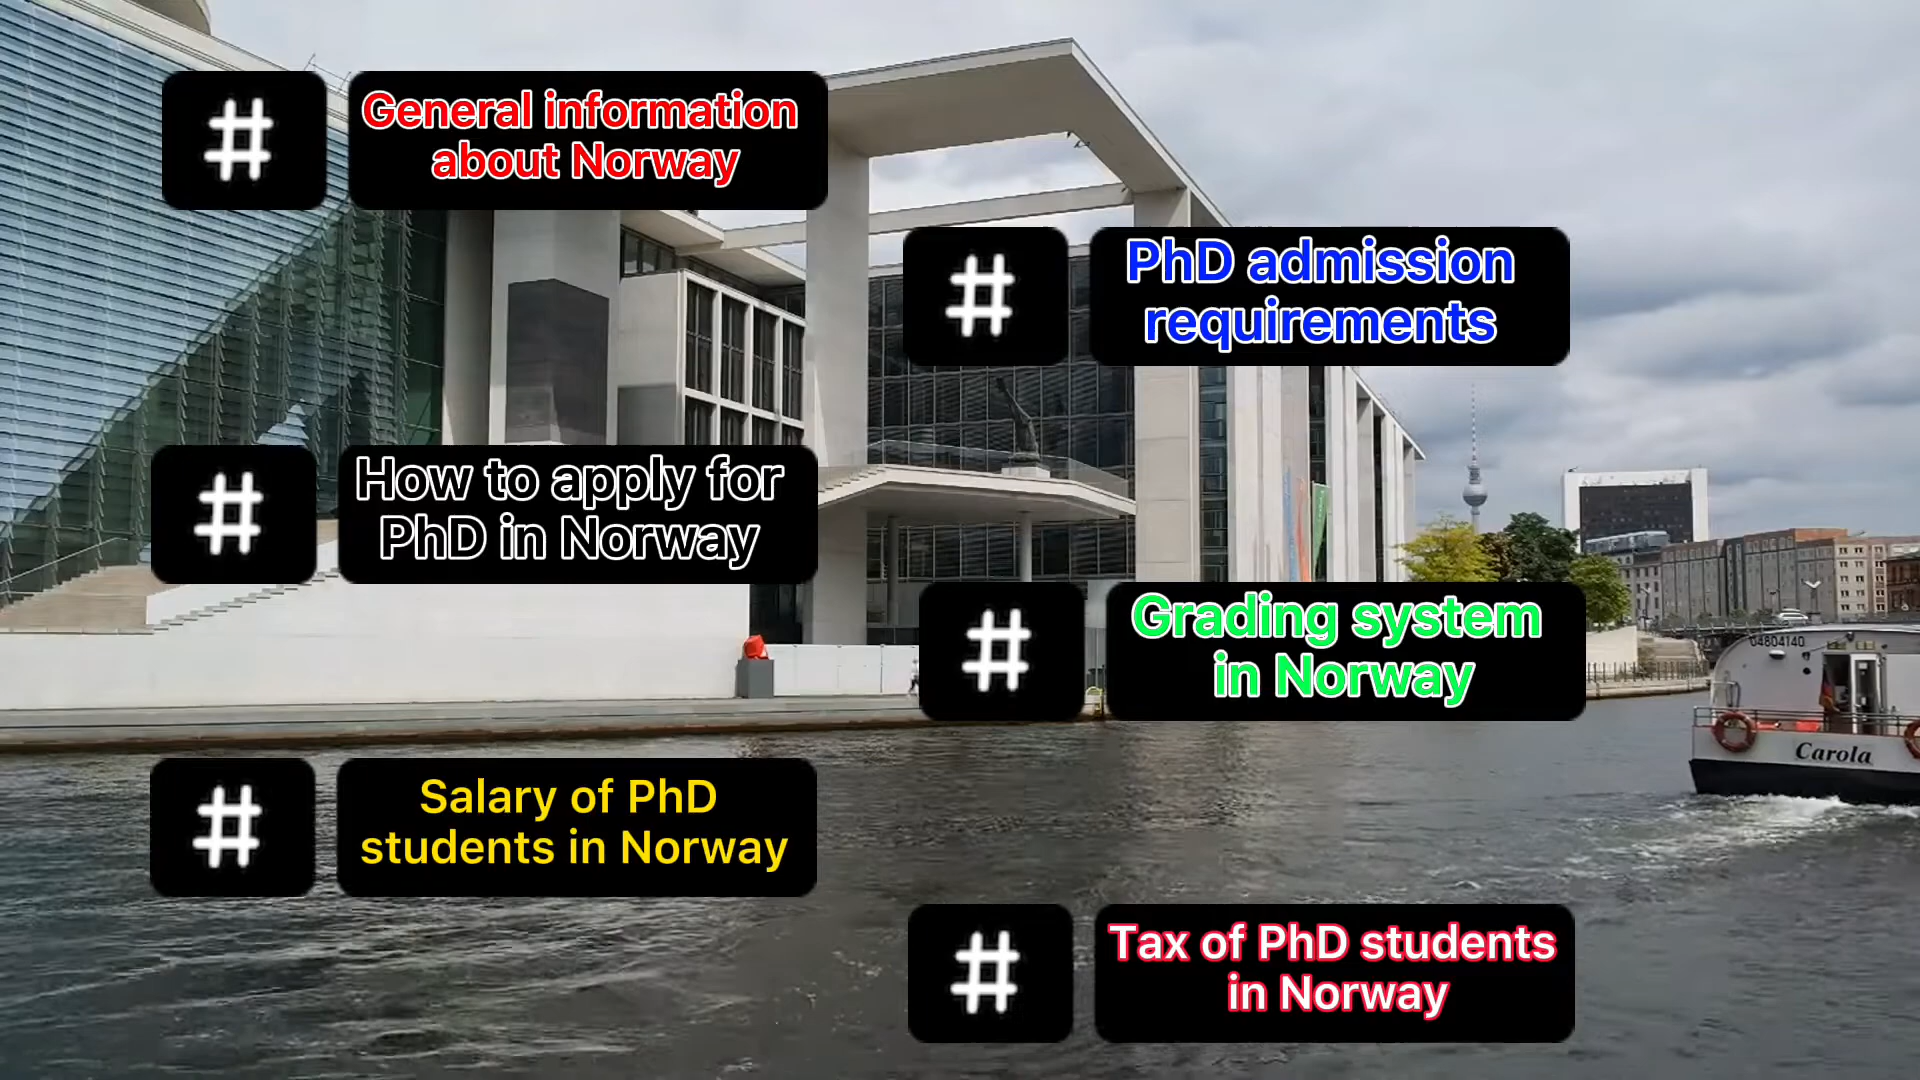 # General information
about Norway
# PhD admission
requirements
# How to apply for
PhD in Norway
# Grading system
in Norway
04804140
Carola
# Salary of PhD
students in Norway
# Tax of PhD students
in Norway